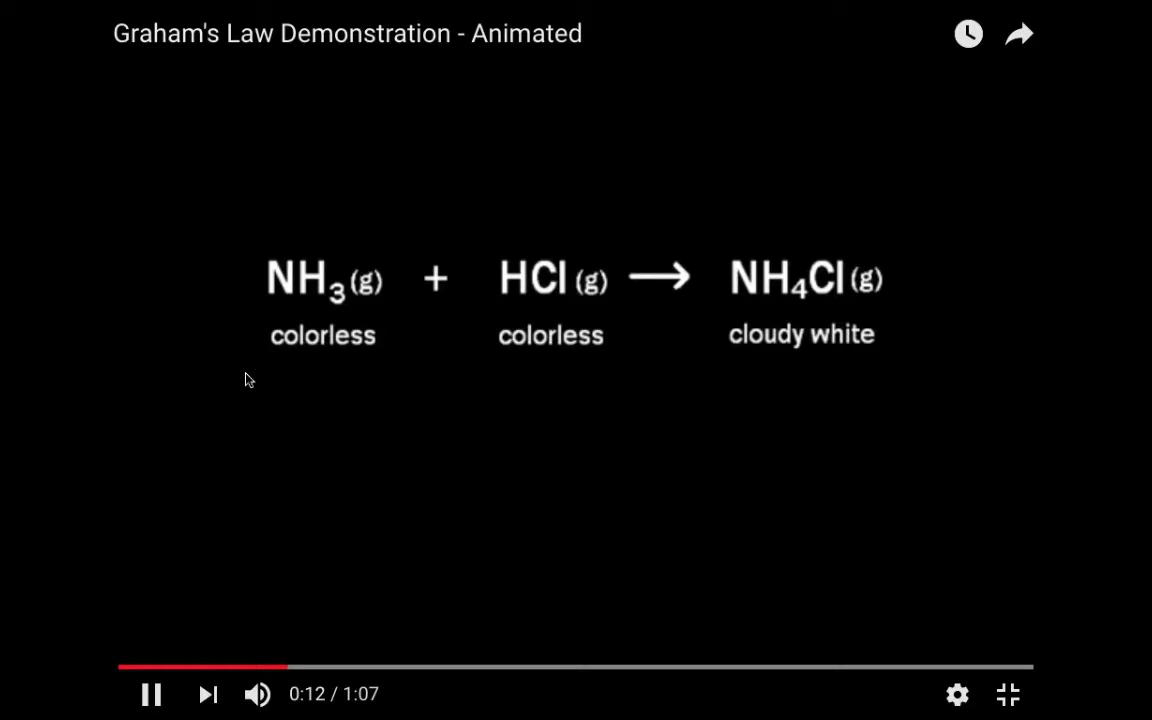 Graham's Law Demonstration - Animated
NH₃(g) + HCl (g) ⟶ NH₄Cl(g)
colorless colorless cloudy white
0:12 / 1:07